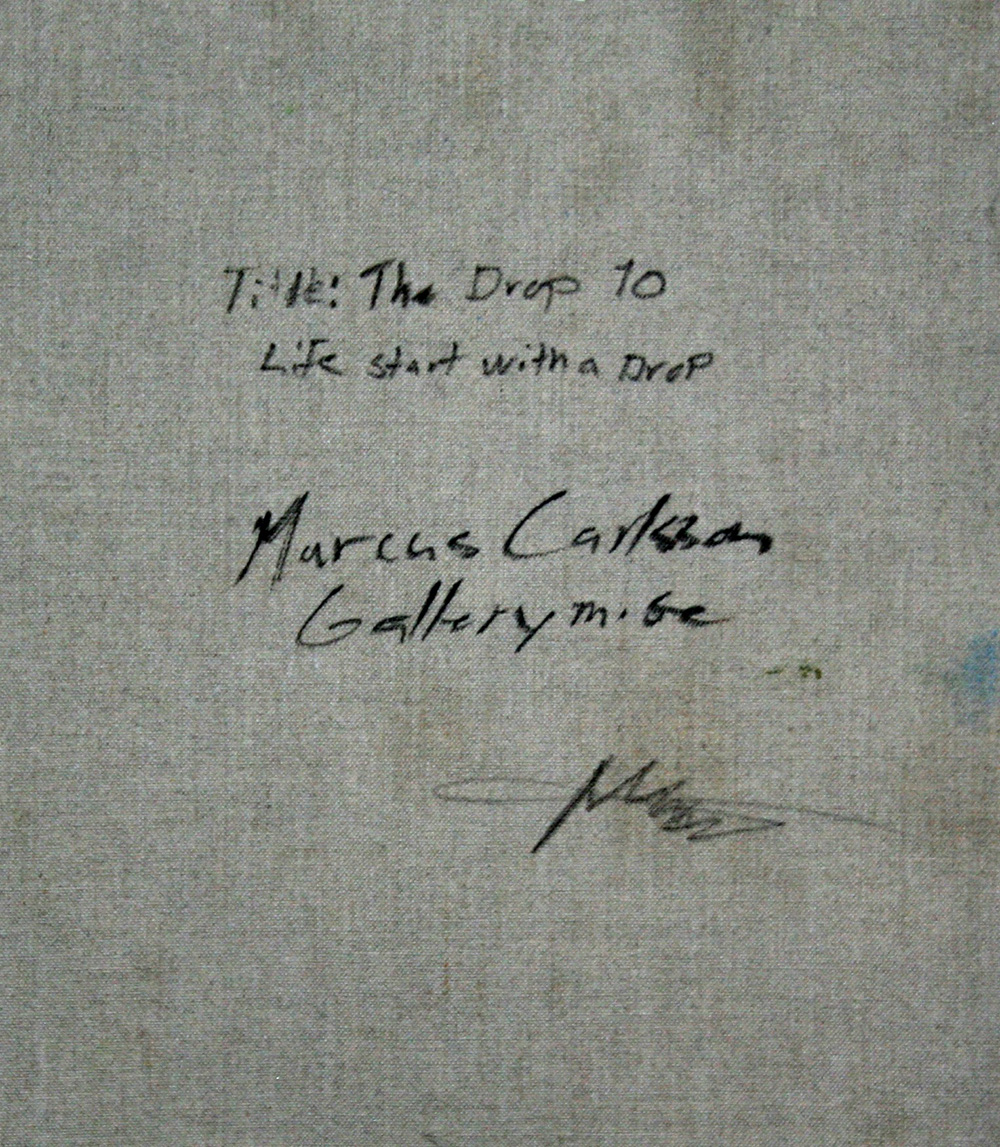 Title: The Drop 10
Life start with a Drop
Marcus Carlsson
Gallerym.se